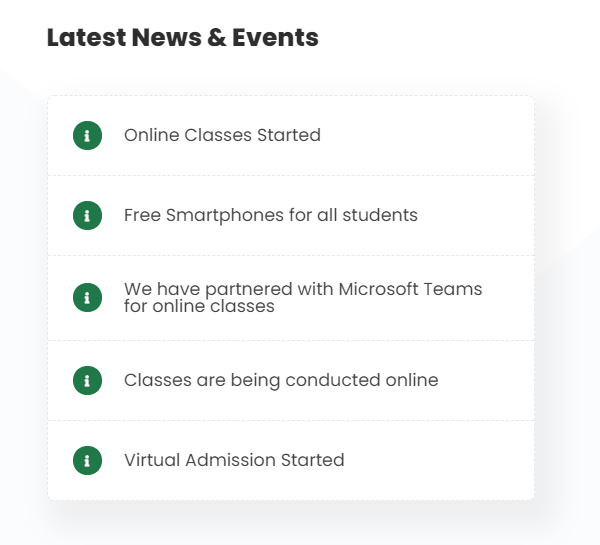 Latest News & Events
Online Classes Started
Free Smartphones for all students
We have partnered with Microsoft Teams
for online classes
Classes are being conducted online
Virtual Admission Started